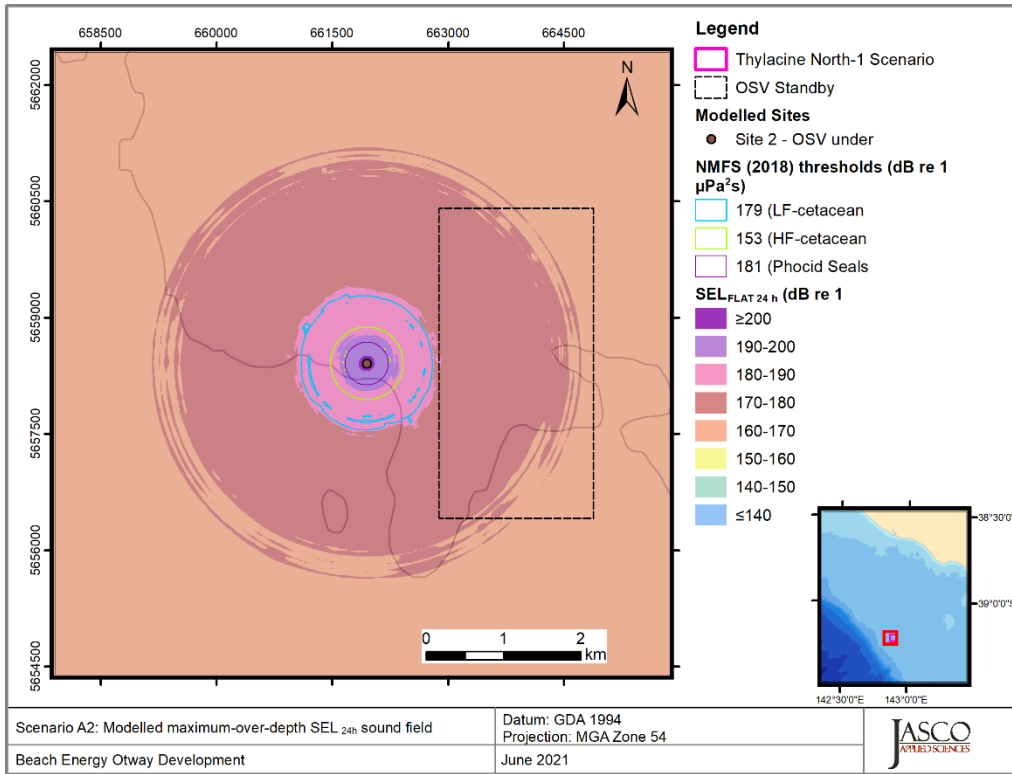 658500 660000 661500 663000 664500
5662000
5660500
5659000
5657500
5656000
5654500
N
0 1 2
km
Legend
Thylacine North-1 Scenario
OSV Standby
Modelled Sites
Site 2 - OSV under
NMFS (2018) thresholds (dB re 1
µPa²s)
179 (LF-cetacean
153 (HF-cetacean
181 (Phocid Seals
SEL FLAT 24 h (dB re 1
≥200
190-200
180-190
170-180
160-170
150-160
140-150
≤140
38°30'0"S
39°0'0"S
142°30'0"E 143°0'0"E
Scenario A2: Modelled maximum-over-depth SEL 24h sound field
Datum: GDA 1994
Projection: MGA Zone 54
Beach Energy Otway Development
June 2021
JASCO
APPLIED SCIENCES